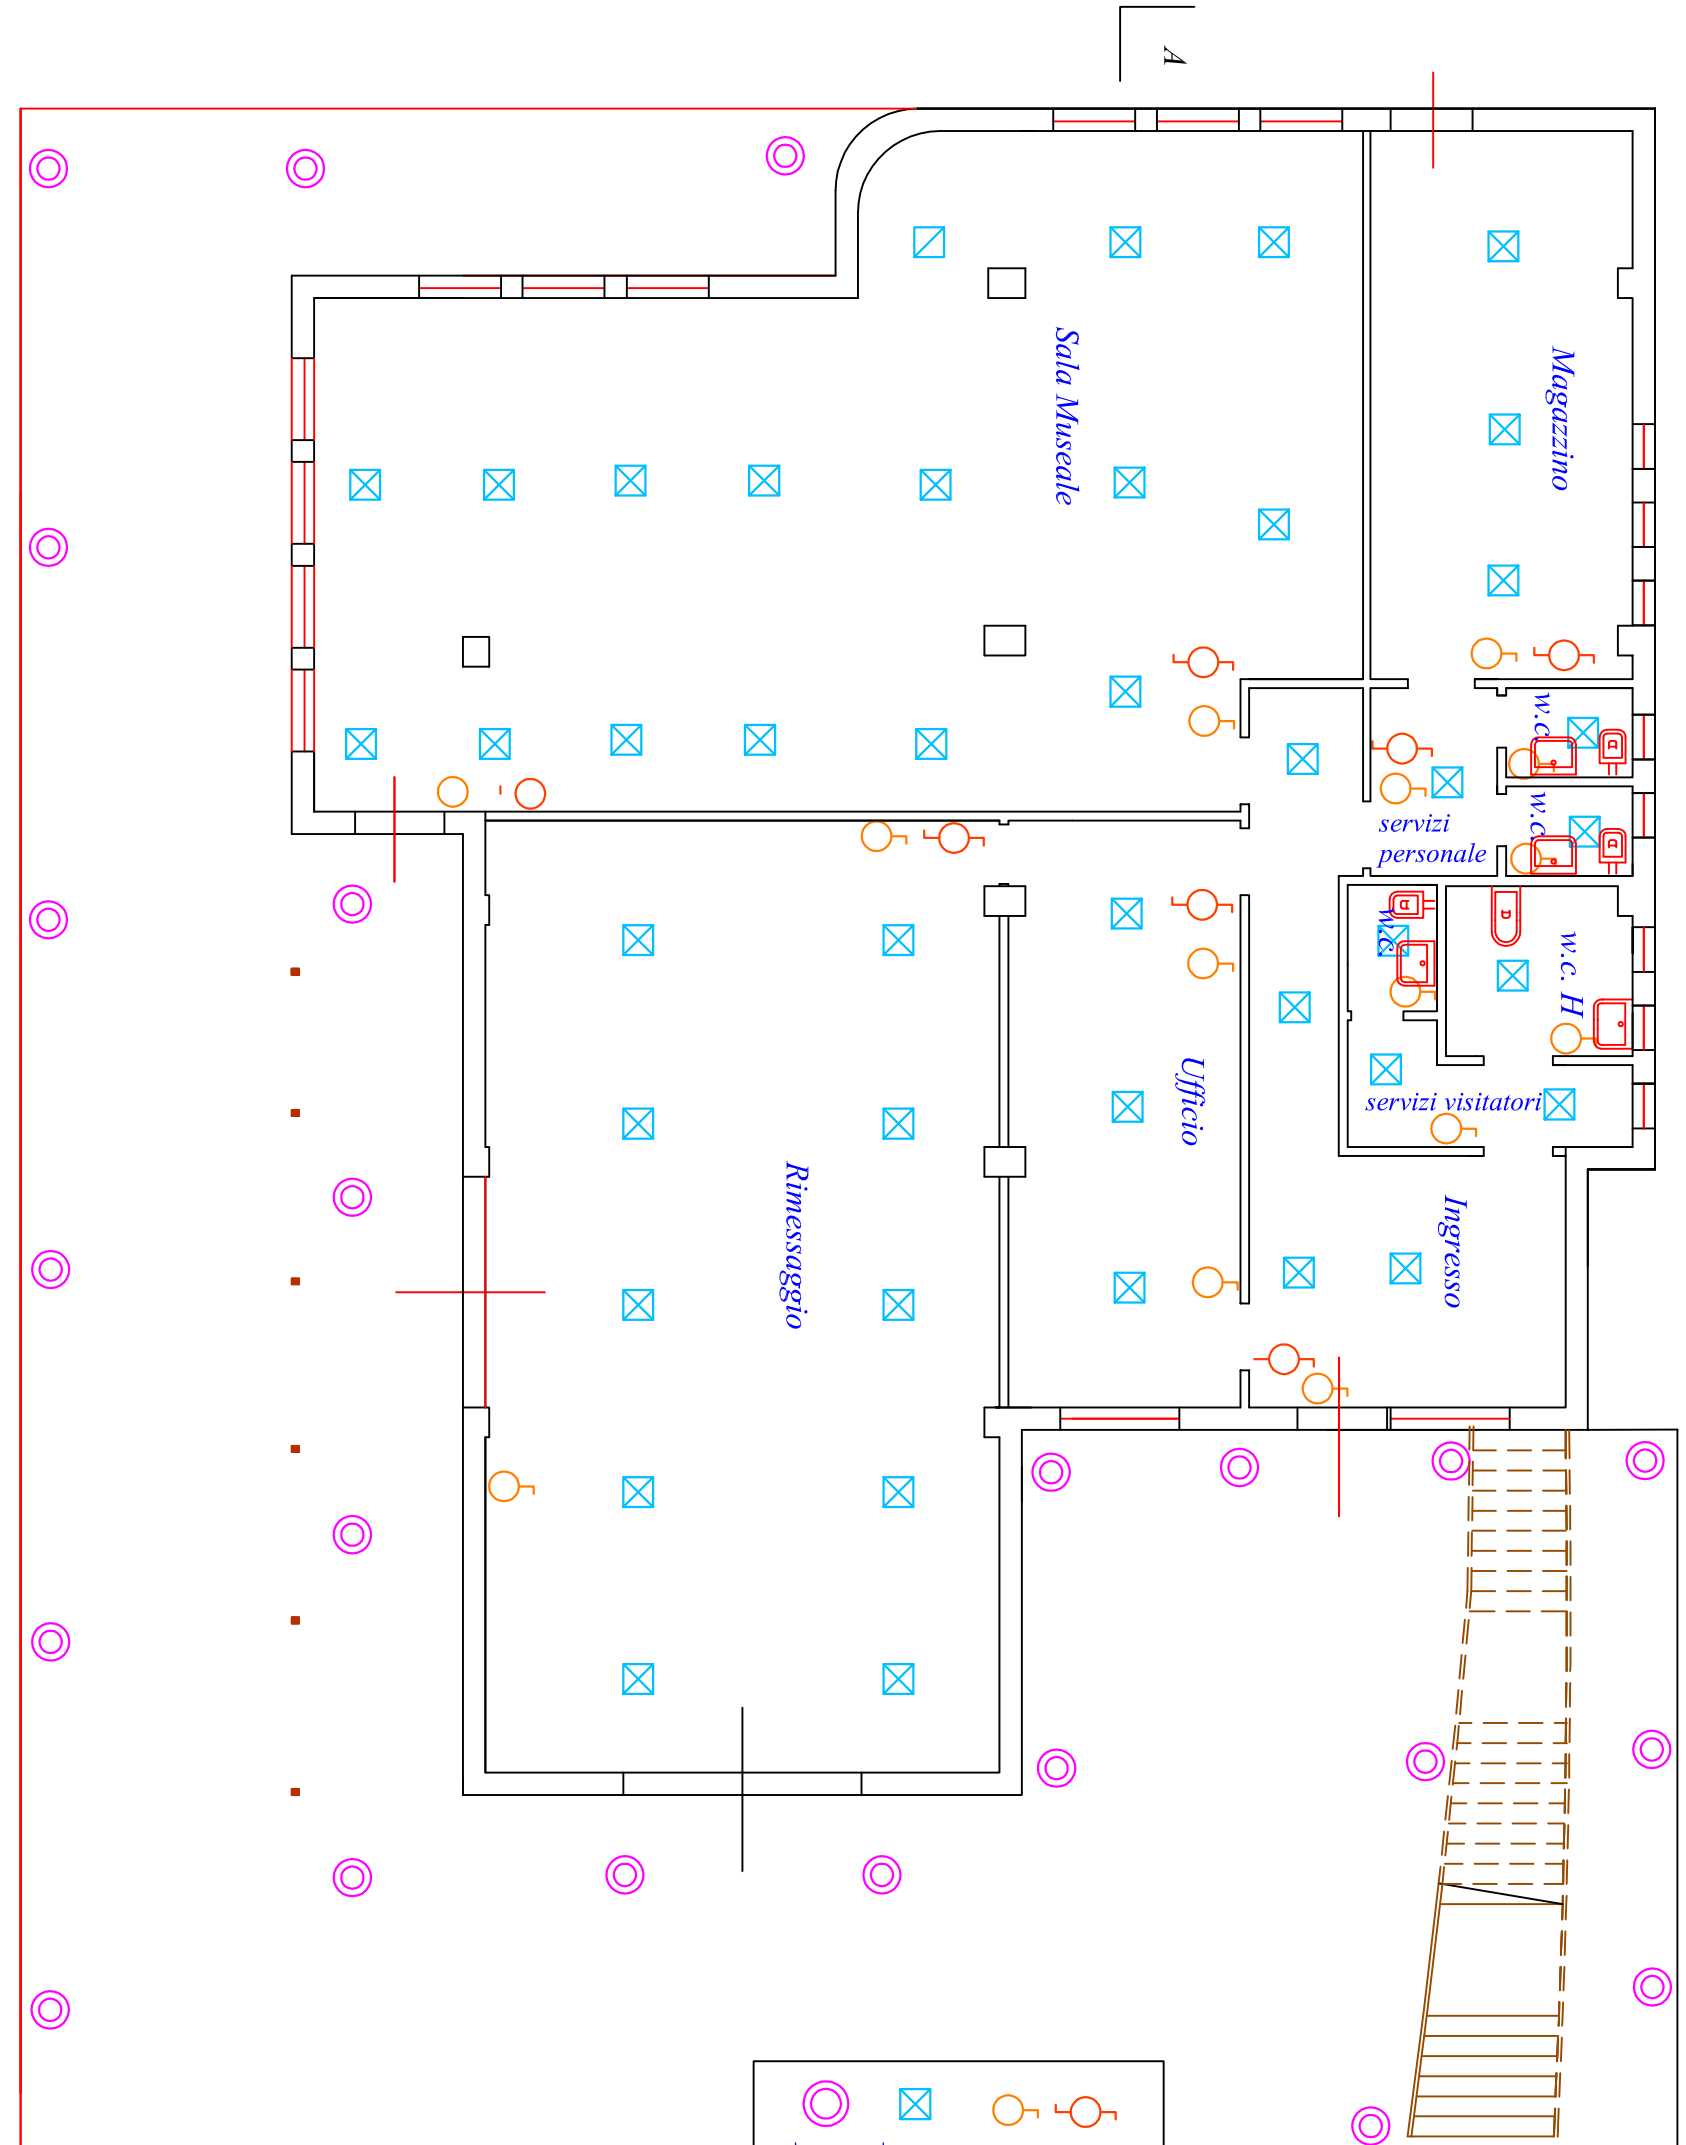 A
Sala Museale
Magazzino
w.c.
w.c.
servizi
personale
w.c.
w.c. H
Ufficio
servizi visitatori
Rimessaggio
Ingresso